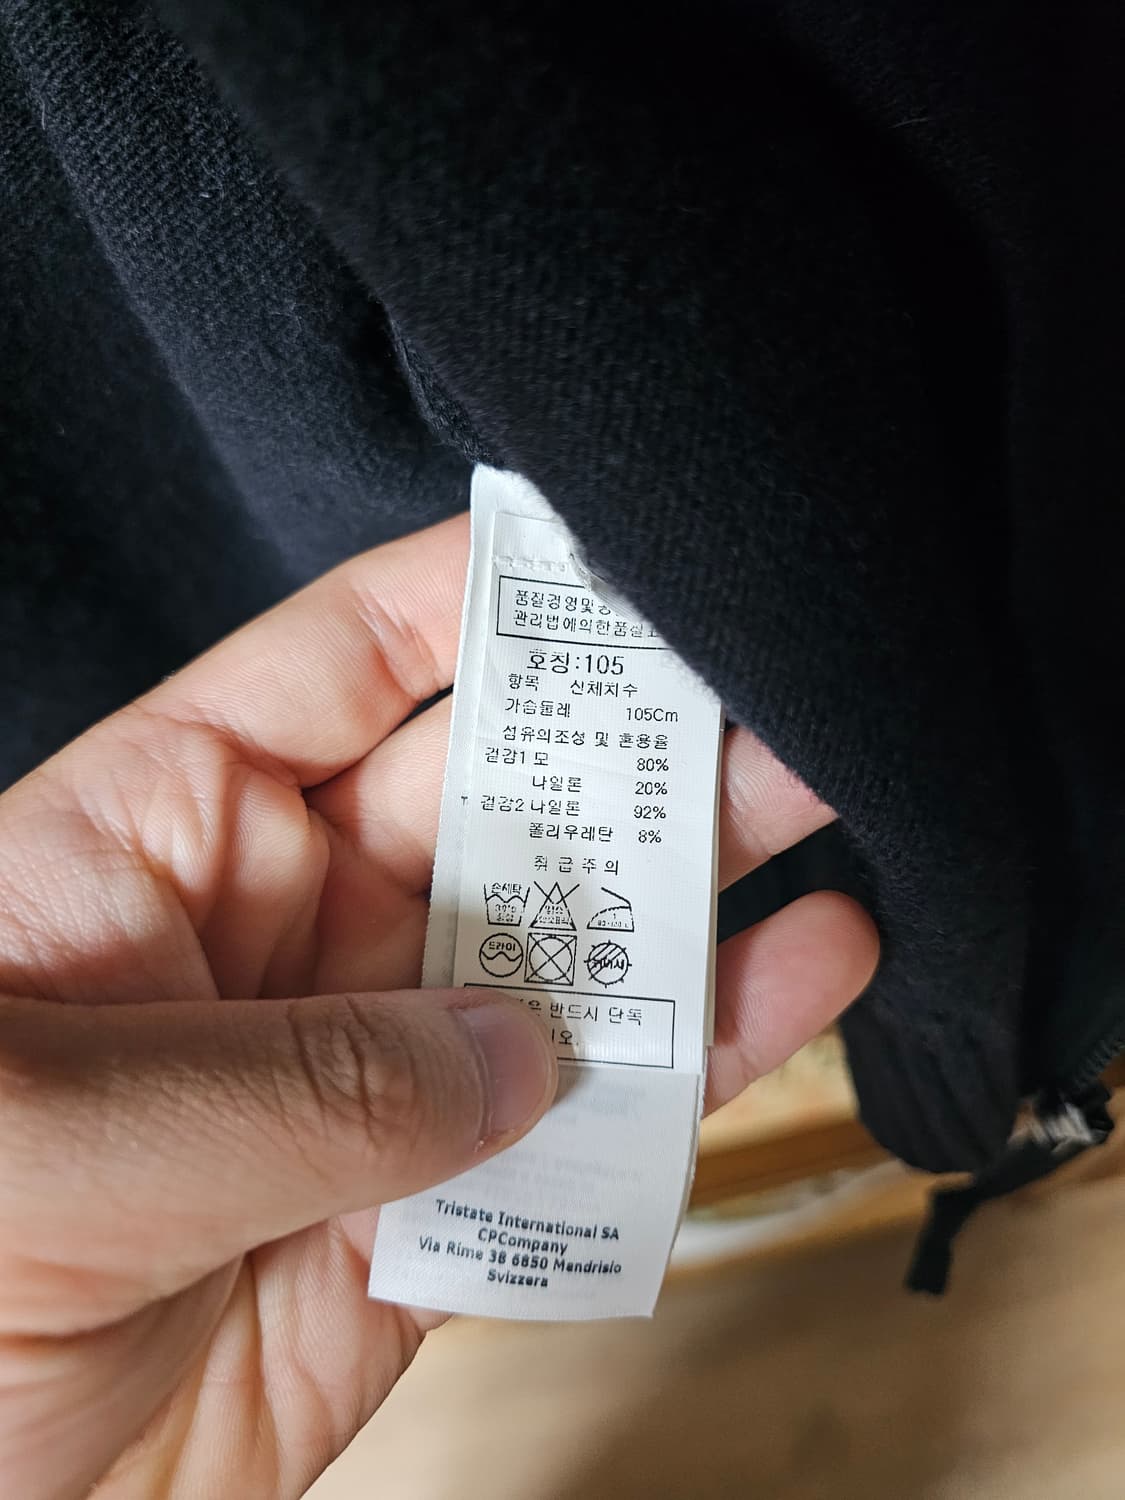 품질경영및
관리법에의한품질
호칭:105
항목 신체치수
가슴둘레 105Cm
섬유의조성 및 혼용율
겉감1 모 80%
나일론 20%
겉감2 나일론 92%
폴리우레탄 8%
취급주의
손세탁
드라이
반드시 단독
Tristate International SA
CPCompany
Via Rime 38 6850 Mendrisio
Svizzera